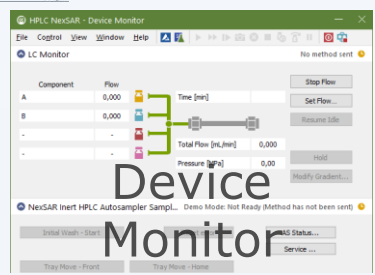 HPLC NexSAR - Device Monitor
File Control View Window Help
LC Monitor No method sent
Component Flow Stop Flow
A 0,000 Time [min] Set Flow...
B 0,000 Resume Idle
- -
- - Total Flow [mL/min] 0,000 Hold
Pressure [MPa] 0,00 Modify Gradient...
Device
NexSAR Inert HPLC Autosampler Sampl... Demo Mode: Not Ready (Method has not been sent)
Monitor
Initial Wash - Start AS Status...
Service ...
Tray Move - Front Tray Move - Home